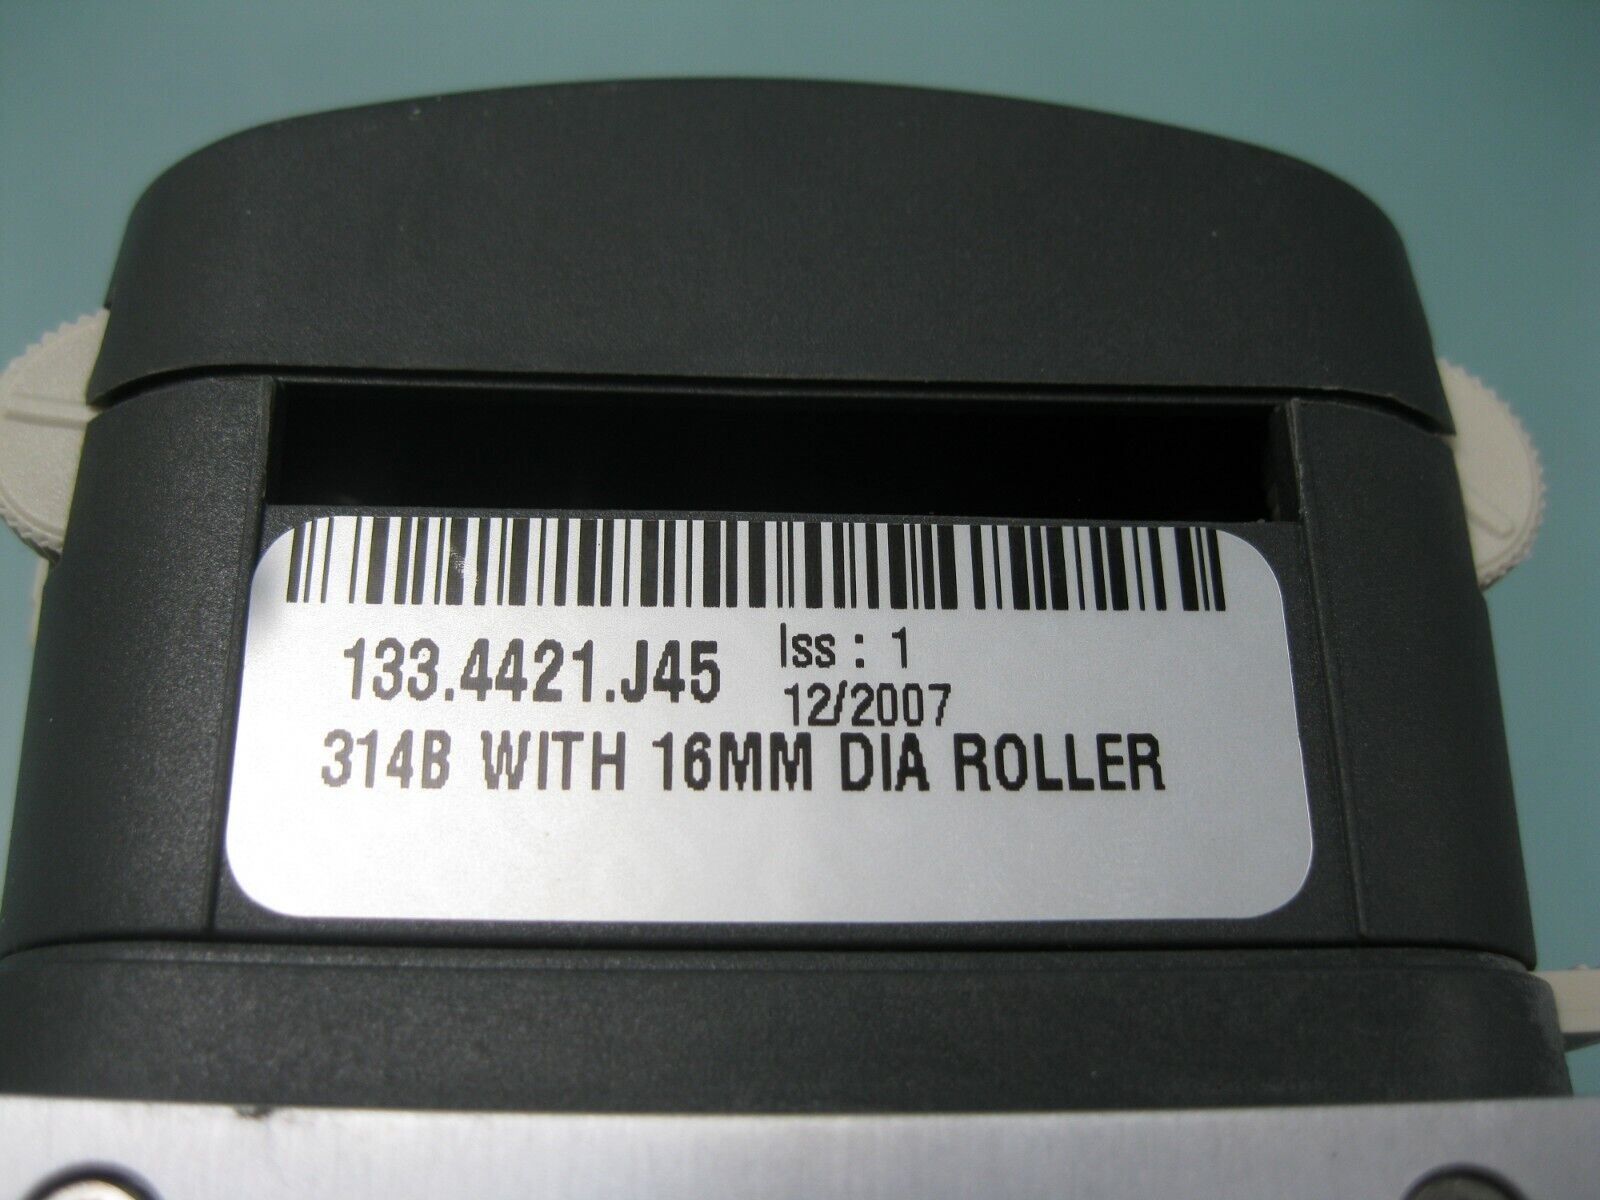 133.4421.J45 Iss : 1
12/2007
314B WITH 16MM DIA ROLLER